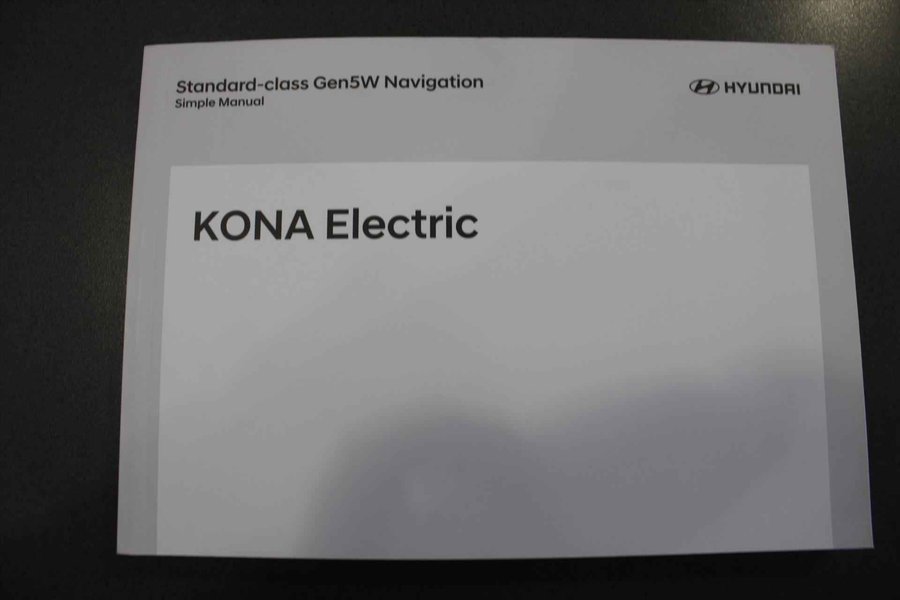 Standard-class Gen5W Navigation
Simple Manual
HYUNDAI
KONA Electric